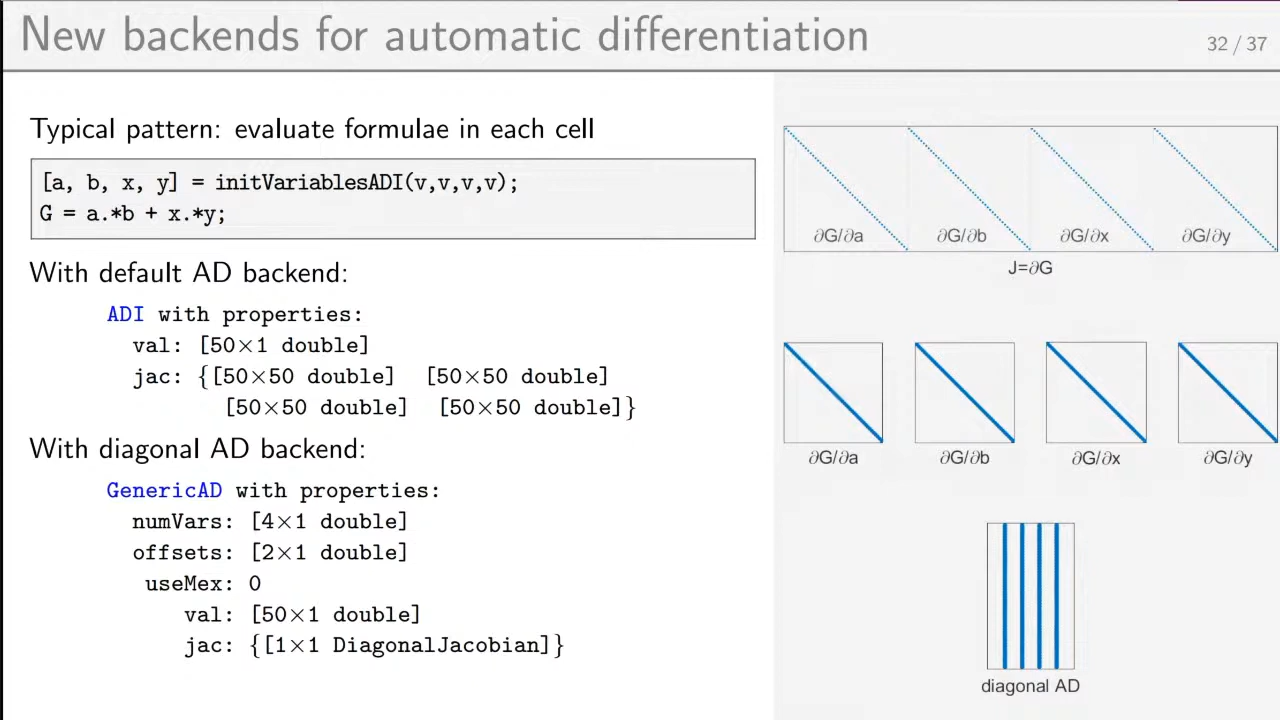 New backends for automatic differentiation
32 / 37
Typical pattern: evaluate formulae in each cell
[a, b, x, y] = initVariablesADI(v,v,v,v);
G = a.*b + x.*y;
With default AD backend:
ADI with properties:
val: [50×1 double]
jac: {[50×50 double] [50×50 double]
[50×50 double] [50×50 double]}
With diagonal AD backend:
GenericAD with properties:
numVars: [4×1 double]
offsets: [2×1 double]
useMex: 0
val: [50×1 double]
jac: {[1×1 DiagonalJacobian]}
∂G/∂a ∂G/∂b ∂G/∂x ∂G/∂y
J=∂G
∂G/∂a ∂G/∂b ∂G/∂x ∂G/∂y
diagonal AD